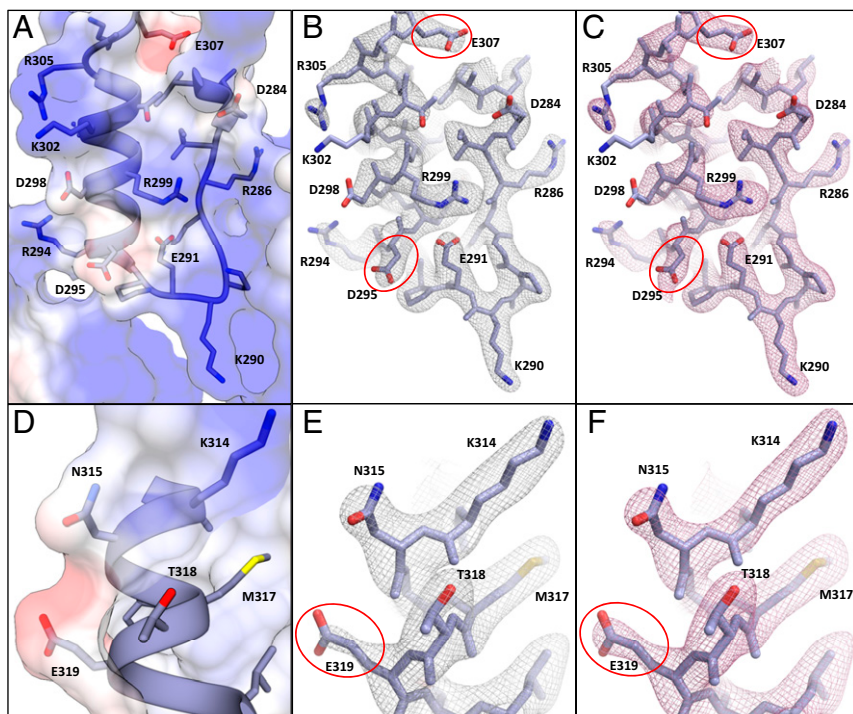 A
E307
R305
D284
K302
D298
R299
R286
R294
E291
D295
K290
B
E307
R305
D284
K302
D298
R299
R286
R294
E291
D295
K290
C
E307
R305
D284
K302
D298
R299
R286
R294
E291
D295
K290
D
K314
N315
T318
M317
E319
E
K314
N315
T318
M317
E319
F
K314
N315
T318
M317
E319